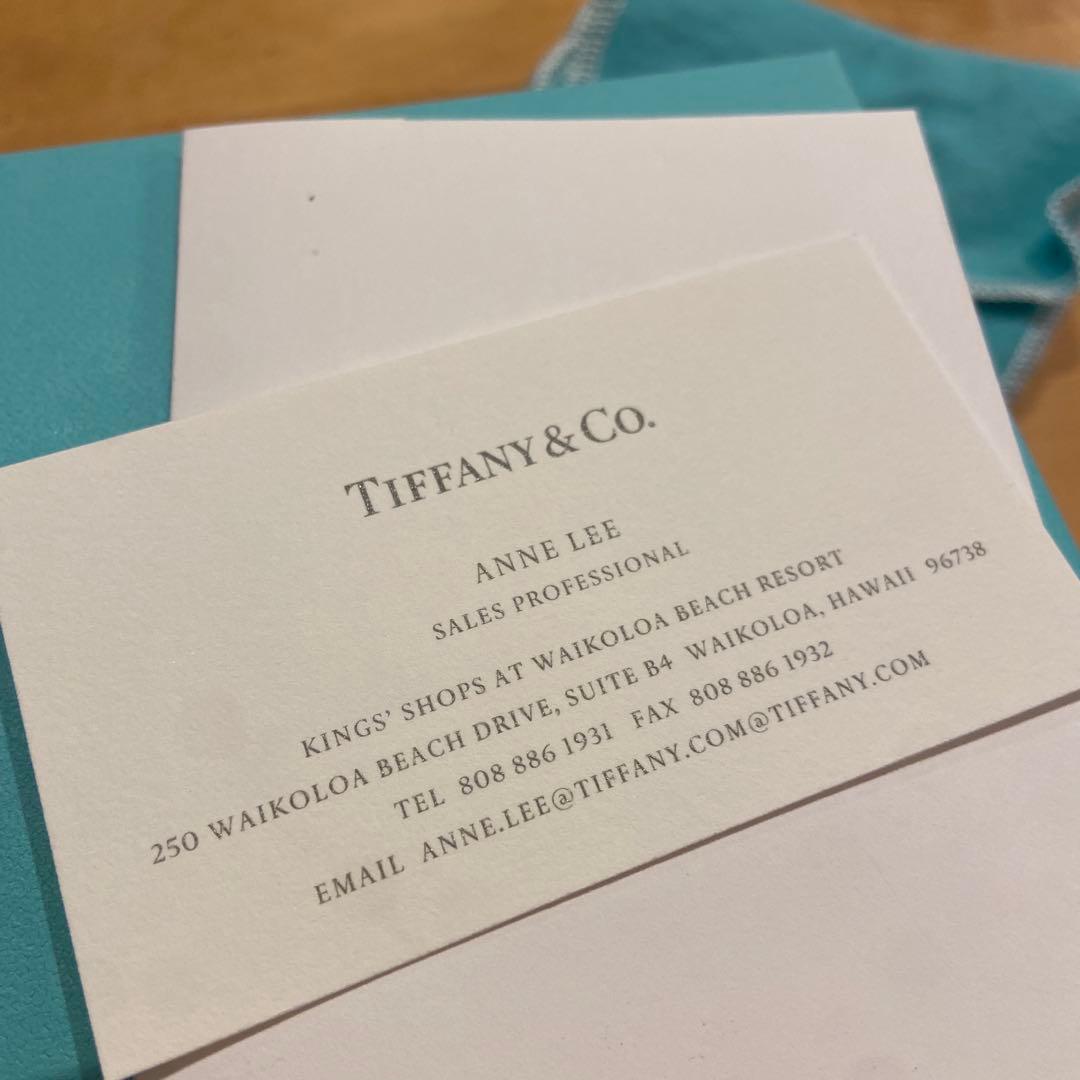 TIFFANY & CO.
ANNE LEE
SALES PROFESSIONAL
KINGS' SHOPS AT WAIKOLOA BEACH RESORT
250 WAIKOLOA BEACH DRIVE, SUITE B4 WAIKOLOA, HAWAII 96738
TEL 808 886 1931 FAX 808 886 1932
EMAIL ANNE.LEE@TIFFANY.COM@TIFFANY.COM